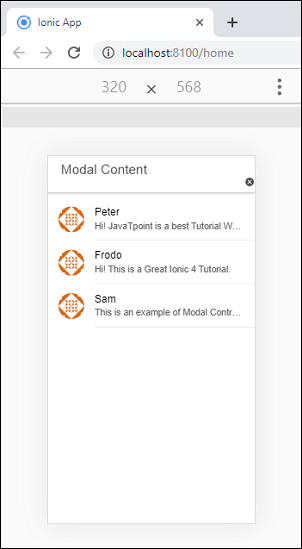 Ionic App
localhost:8100/home
320 × 568
Modal Content
Peter
Hi! JavaTpoint is a best Tutorial W...
Frodo
Hi! This is a Great Ionic 4 Tutorial.
Sam
This is an example of Modal Contr...